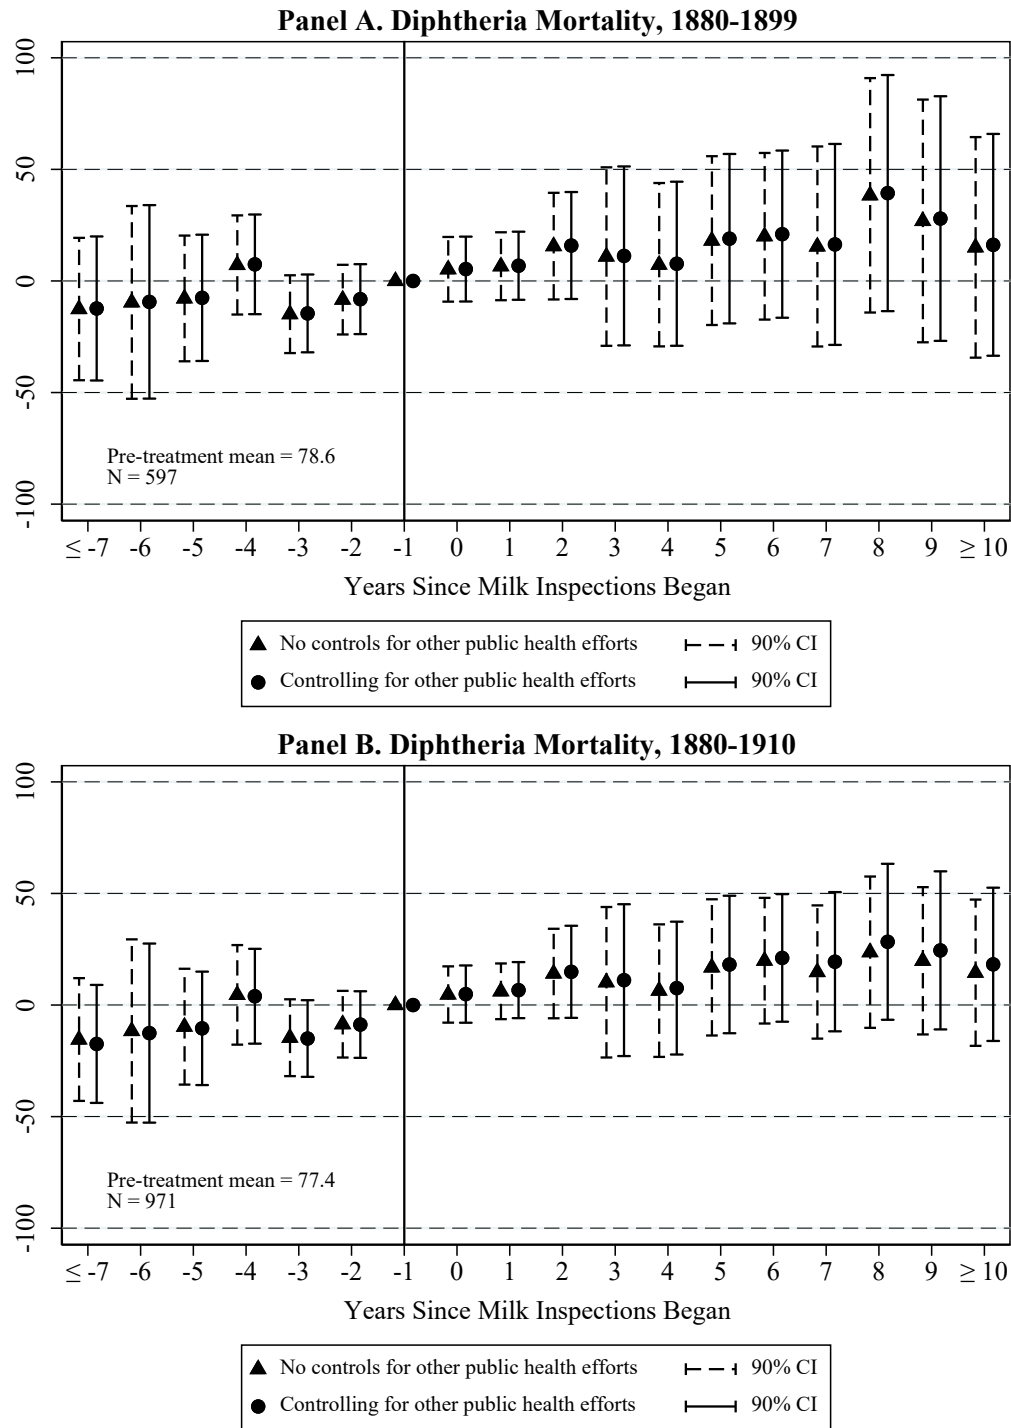 Panel A. Diphtheria Mortality, 1880-1899
100
50
0
-50
-100
Pre-treatment mean = 78.6
N = 597
≤ -7 -6 -5 -4 -3 -2 -1 0 1 2 3 4 5 6 7 8 9 ≥ 10
Years Since Milk Inspections Began
No controls for other public health efforts 90% CI
Controlling for other public health efforts 90% CI
Panel B. Diphtheria Mortality, 1880-1910
100
50
0
-50
-100
Pre-treatment mean = 77.4
N = 971
≤ -7 -6 -5 -4 -3 -2 -1 0 1 2 3 4 5 6 7 8 9 ≥ 10
Years Since Milk Inspections Began
No controls for other public health efforts 90% CI
Controlling for other public health efforts 90% CI